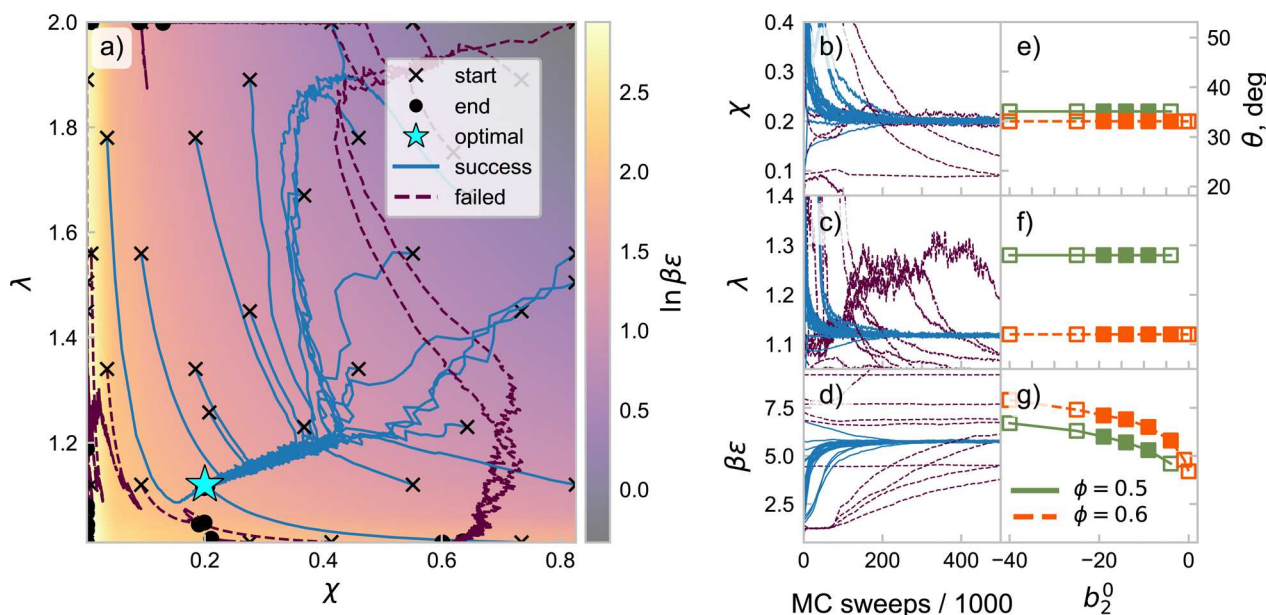 a)
2.0
1.8
1.6
1.4
1.2
λ
0.2
0.4
0.6
0.8
χ
start
end
optimal
success
failed
2.5
2.0
1.5
1.0
0.5
0.0
ln βε
b)
0.4
0.3
0.2
0.1
χ
c)
1.4
1.3
1.2
1.1
λ
d)
7.5
5.0
2.5
βε
0 200 400
MC sweeps / 1000
e)
50
40
30
20
θ, deg
f)
g)
ϕ = 0.5
ϕ = 0.6
−40 −20 0
b₂⁰